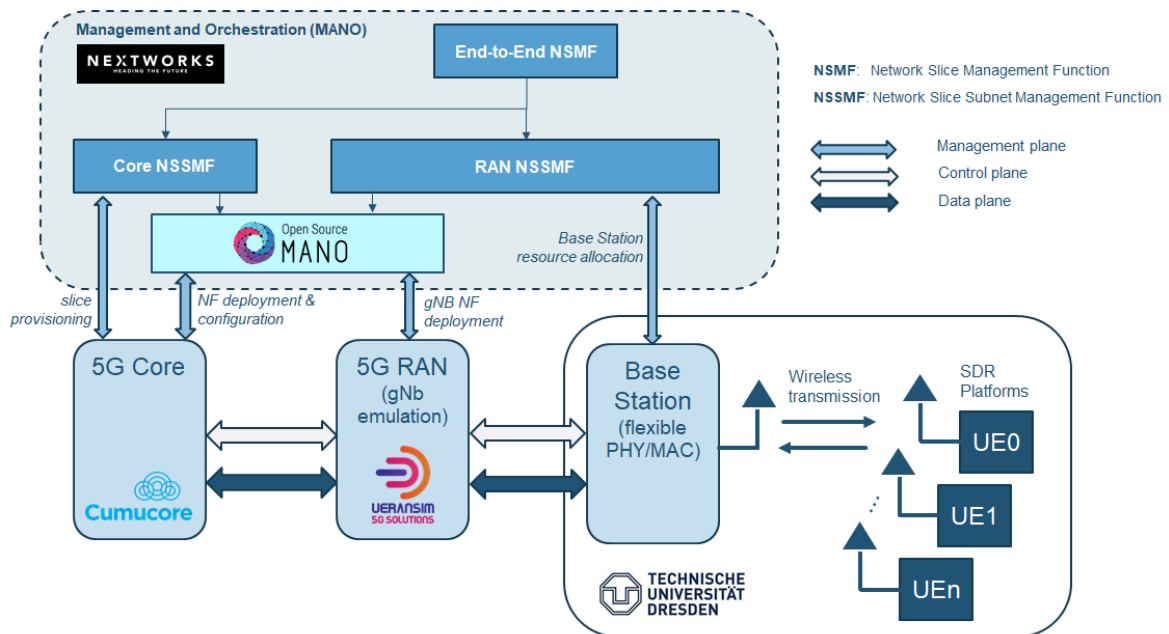 Management and Orchestration (MANO)
NEXTWORKS
HEADING THE FUTURE
End-to-End NSMF
NSMF: Network Slice Management Function
NSSMF: Network Slice Subnet Management Function
Core NSSMF
RAN NSSMF
Management plane
Control plane
Data plane
Open Source
MANO
Base Station
resource allocation
slice
provisioning
NF deployment &
configuration
gNB NF
deployment
5G Core
5G RAN
(gNb
emulation)
Base
Station
(flexible
PHY/MAC)
Wireless
transmission
SDR
Platforms
UE0
UE1
UEn
Cumucore
UERANSIM
5G SOLUTIONS
TECHNISCHE
UNIVERSITÄT
DRESDEN